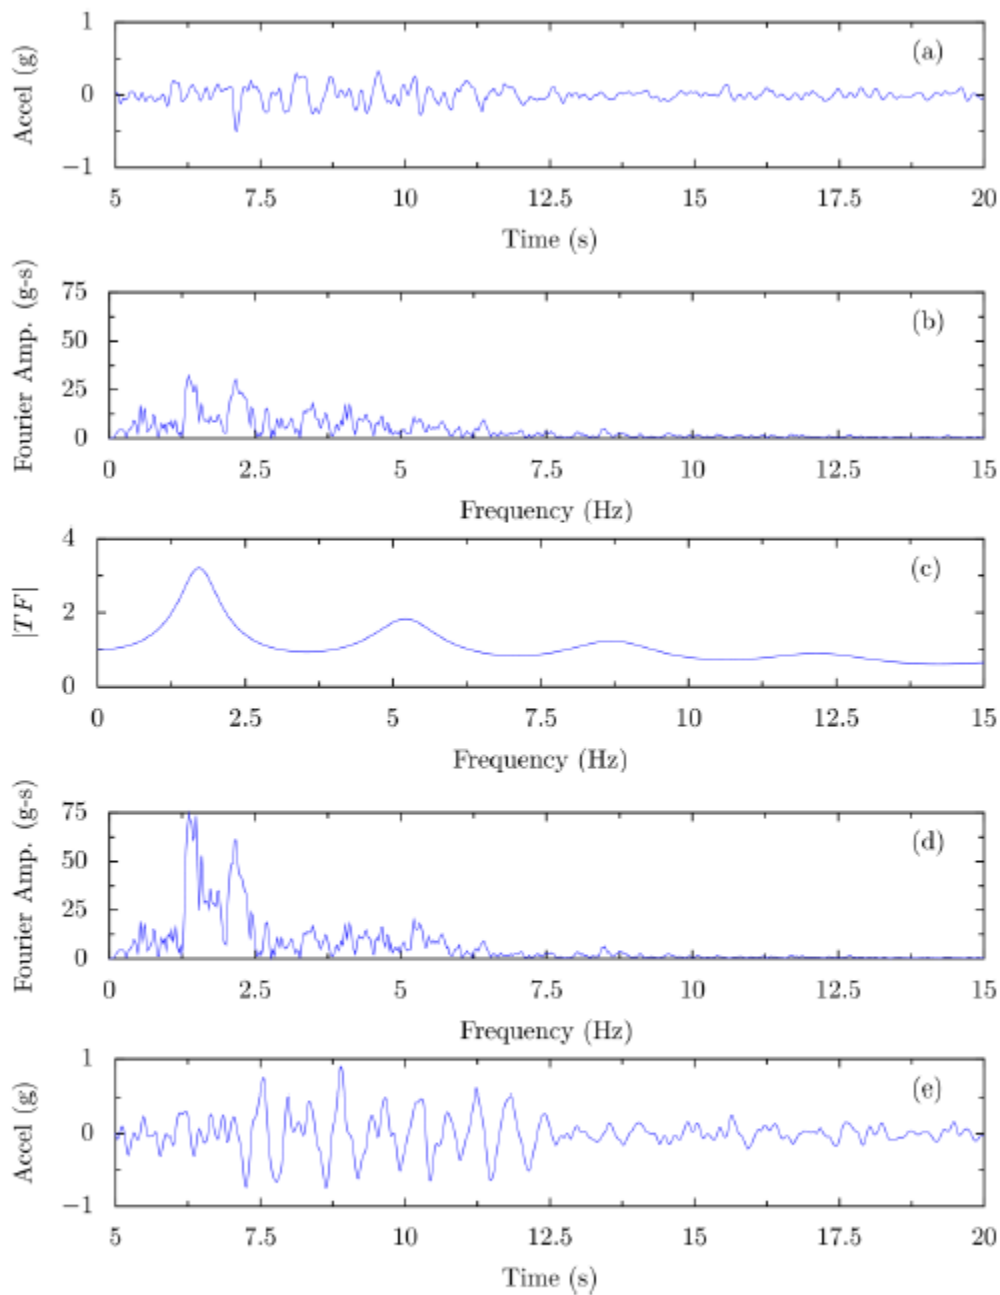 1
(a)
Accel (g)
0
−1
5 7.5 10 12.5 15 17.5 20
Time (s)
75
(b)
Fourier Amp. (g-s)
50
25
0
0 2.5 5 7.5 10 12.5 15
Frequency (Hz)
4
(c)
|TF|
2
0
0 2.5 5 7.5 10 12.5 15
Frequency (Hz)
75
(d)
Fourier Amp. (g-s)
50
25
0
0 2.5 5 7.5 10 12.5 15
Frequency (Hz)
1
(e)
Accel (g)
0
−1
5 7.5 10 12.5 15 17.5 20
Time (s)